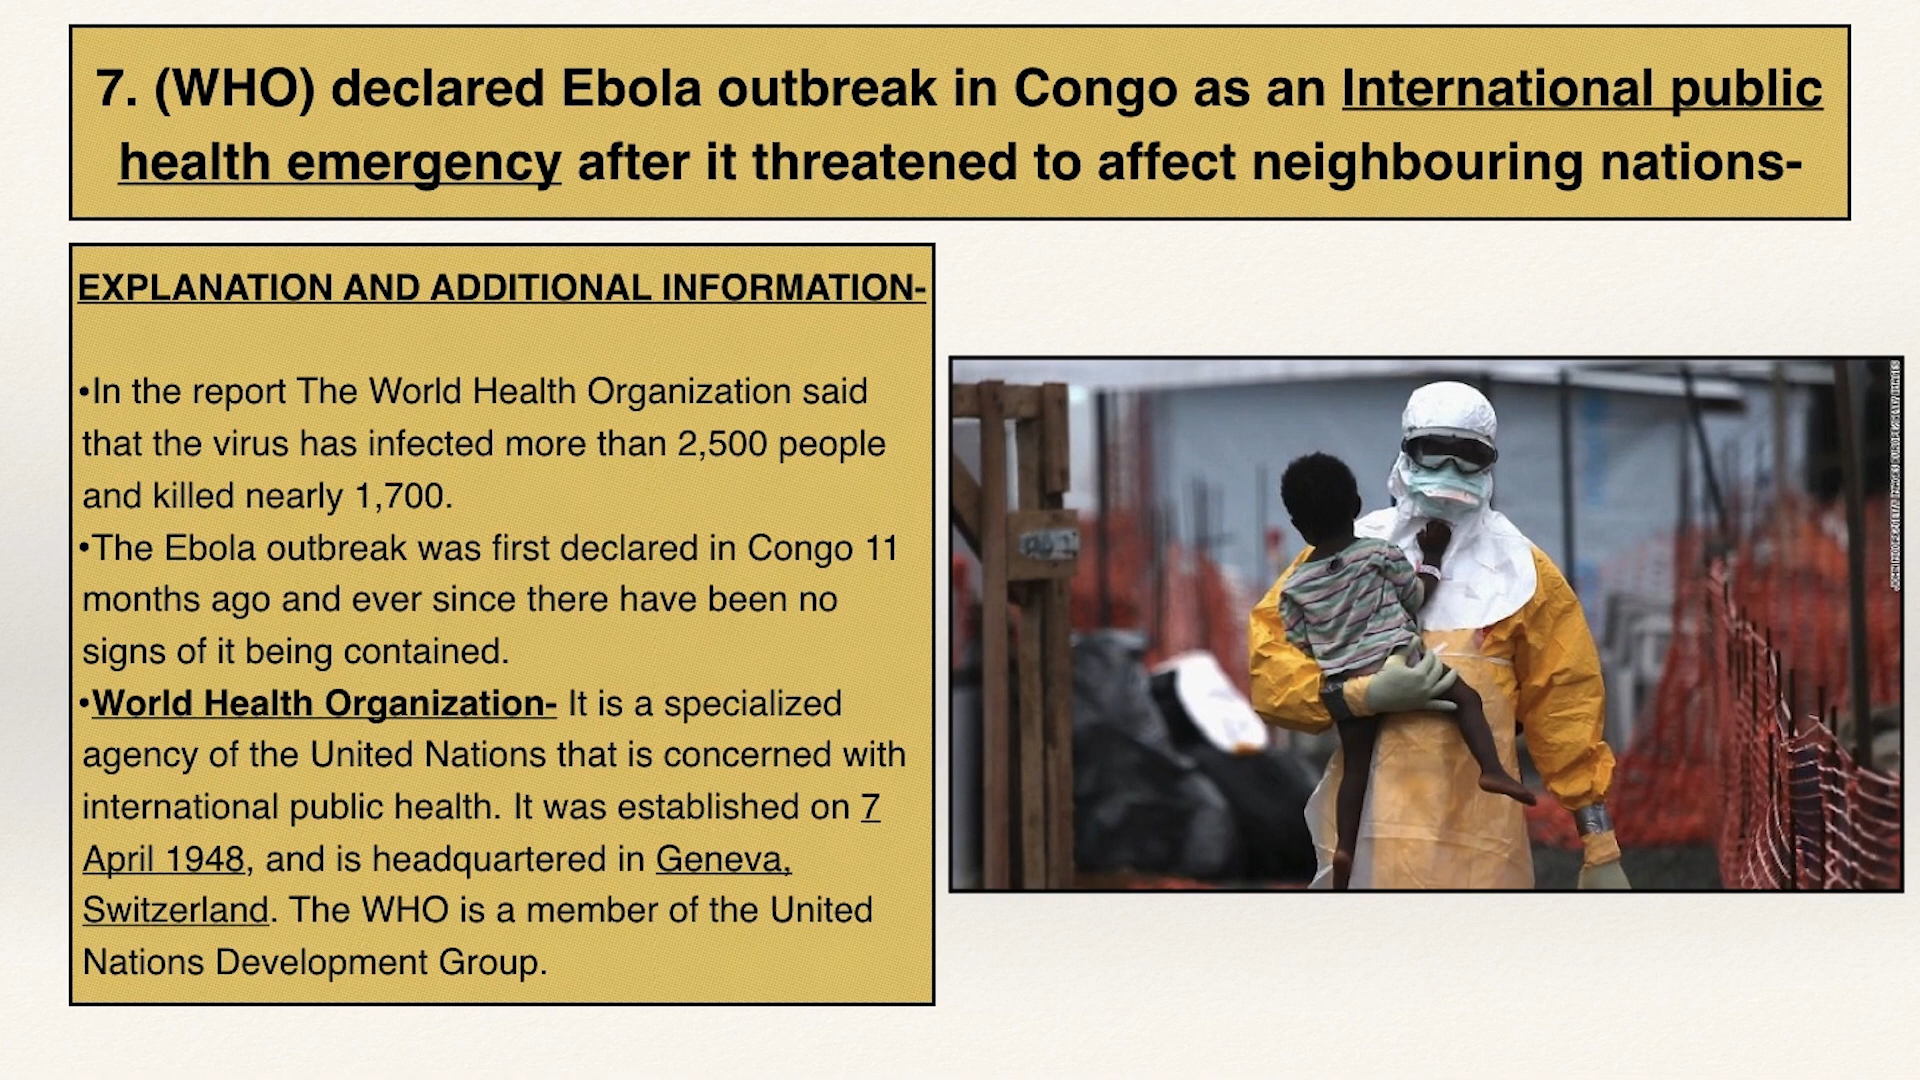 7. (WHO) declared Ebola outbreak in Congo as an International public
health emergency after it threatened to affect neighbouring nations-
EXPLANATION AND ADDITIONAL INFORMATION-
•In the report The World Health Organization said
that the virus has infected more than 2,500 people
and killed nearly 1,700.
•The Ebola outbreak was first declared in Congo 11
months ago and ever since there have been no
signs of it being contained.
•World Health Organization- It is a specialized
agency of the United Nations that is concerned with
international public health. It was established on 7
April 1948, and is headquartered in Geneva,
Switzerland. The WHO is a member of the United
Nations Development Group.